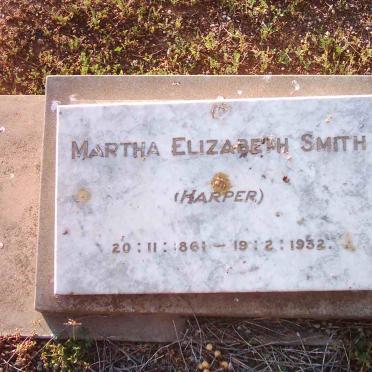 MARTHA ELIZABETH SMITH
(HARPER)
20:11:1861 – 19:2:1932.